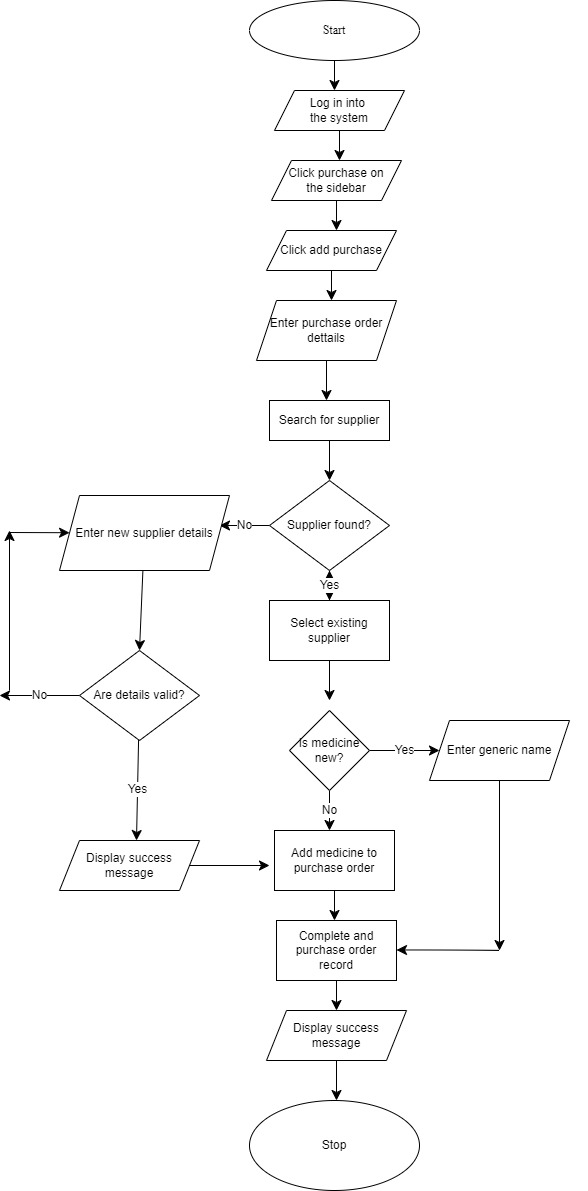 Start
Log in into
the system
Click purchase on
the sidebar
Click add purchase
Enter purchase order
dettails
Search for supplier
Supplier found?
No
Enter new supplier details
Yes
Select existing
supplier
Are details valid?
No
Is medicine
new?
Yes
Enter generic name
Yes
No
Display success
message
Add medicine to
purchase order
Complete and
purchase order
record
Display success
message
Stop